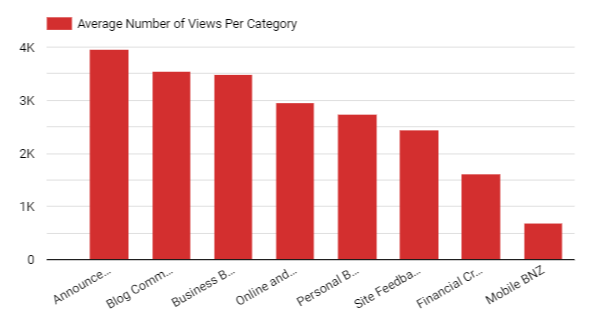 Average Number of Views Per Category
4K
3K
2K
1K
0
Announce...
Blog Comm...
Business B...
Online and...
Personal B...
Site Feedba...
Financial Cr...
Mobile BNZ